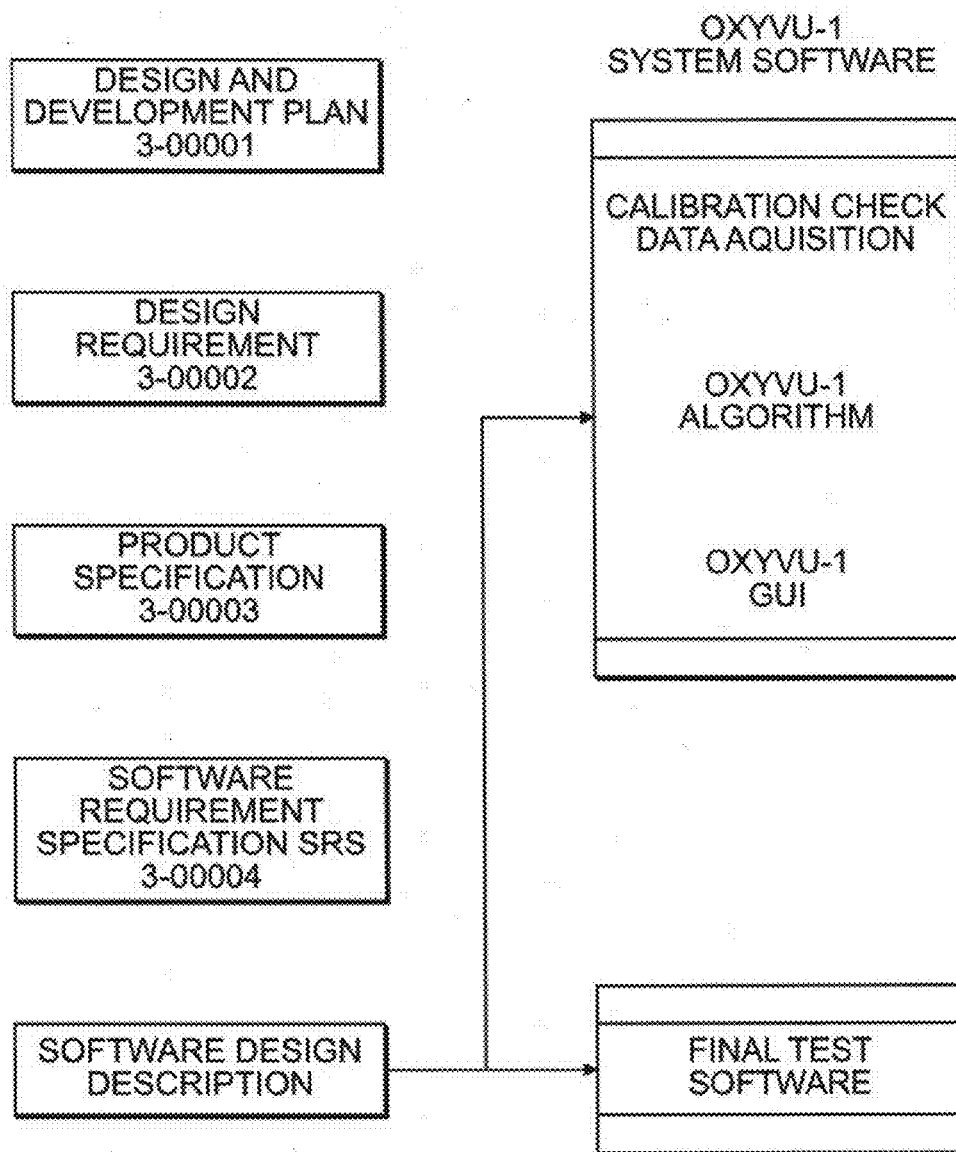 DESIGN AND
DEVELOPMENT PLAN
3-00001
DESIGN
REQUIREMENT
3-00002
PRODUCT
SPECIFICATION
3-00003
SOFTWARE
REQUIREMENT
SPECIFICATION SRS
3-00004
SOFTWARE DESIGN
DESCRIPTION
OXYVU-1
SYSTEM SOFTWARE
CALIBRATION CHECK
DATA AQUISITION
OXYVU-1
ALGORITHM
OXYVU-1
GUI
FINAL TEST
SOFTWARE